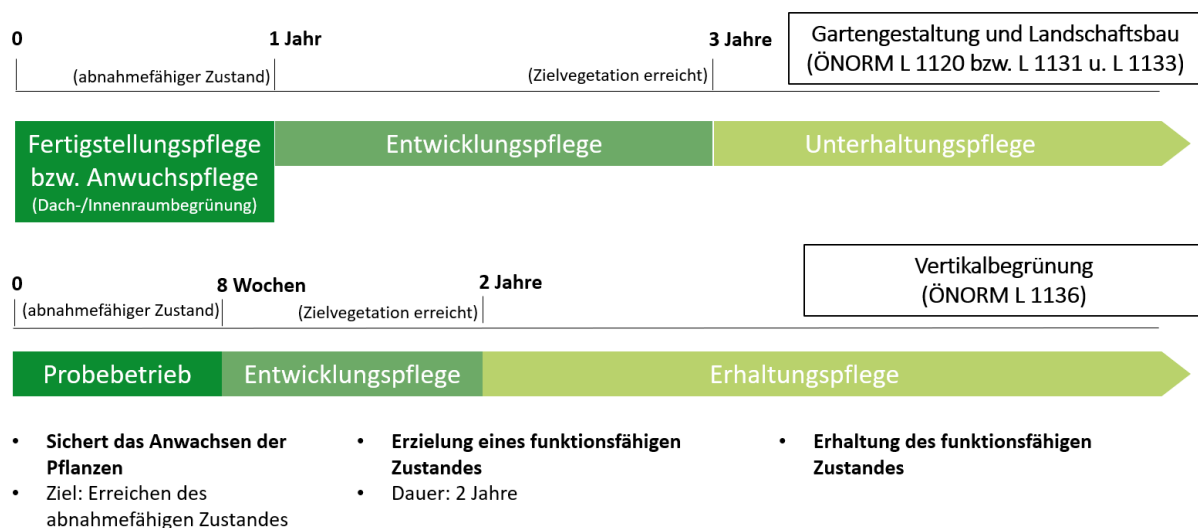 0
1 Jahr
3 Jahre
Gartengestaltung und Landschaftsbau
(ÖNORM L 1120 bzw. L 1131 u. L 1133)
(abnahmefähiger Zustand)
(Zielvegetation erreicht)
Fertigstellungspflege
bzw. Anwuchspflege
(Dach-/Innenraumbegrünung)
Entwicklungspflege
Unterhaltungspflege
Vertikalbegrünung
(ÖNORM L 1136)
0
8 Wochen
2 Jahre
(abnahmefähiger Zustand)
(Zielvegetation erreicht)
Probebetrieb
Entwicklungspflege
Erhaltungspflege
• Sichert das Anwachsen der
Pflanzen
• Ziel: Erreichen des
abnahmefähigen Zustandes
• Erzielung eines funktionsfähigen
Zustandes
• Dauer: 2 Jahre
• Erhaltung des funktionsfähigen
Zustandes